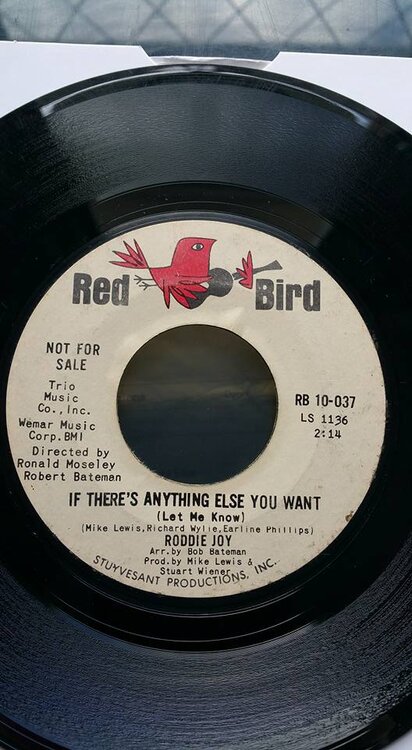 Red Bird
NOT FOR
SALE
Trio
Music
Co., Inc.
Wemar Music
Corp.BMI
Directed by
Ronald Moseley
Robert Bateman
RB 10-037
LS 1136
2:14
IF THERE'S ANYTHING ELSE YOU WANT
(Let Me Know)
(Mike Lewis,Richard Wylie,Earline Phillips)
RODDIE JOY
Arr.by Bob Bateman
Prod.by Mike Lewis &
Stuart Wiener
STUYVESANT PRODUCTIONS, INC.